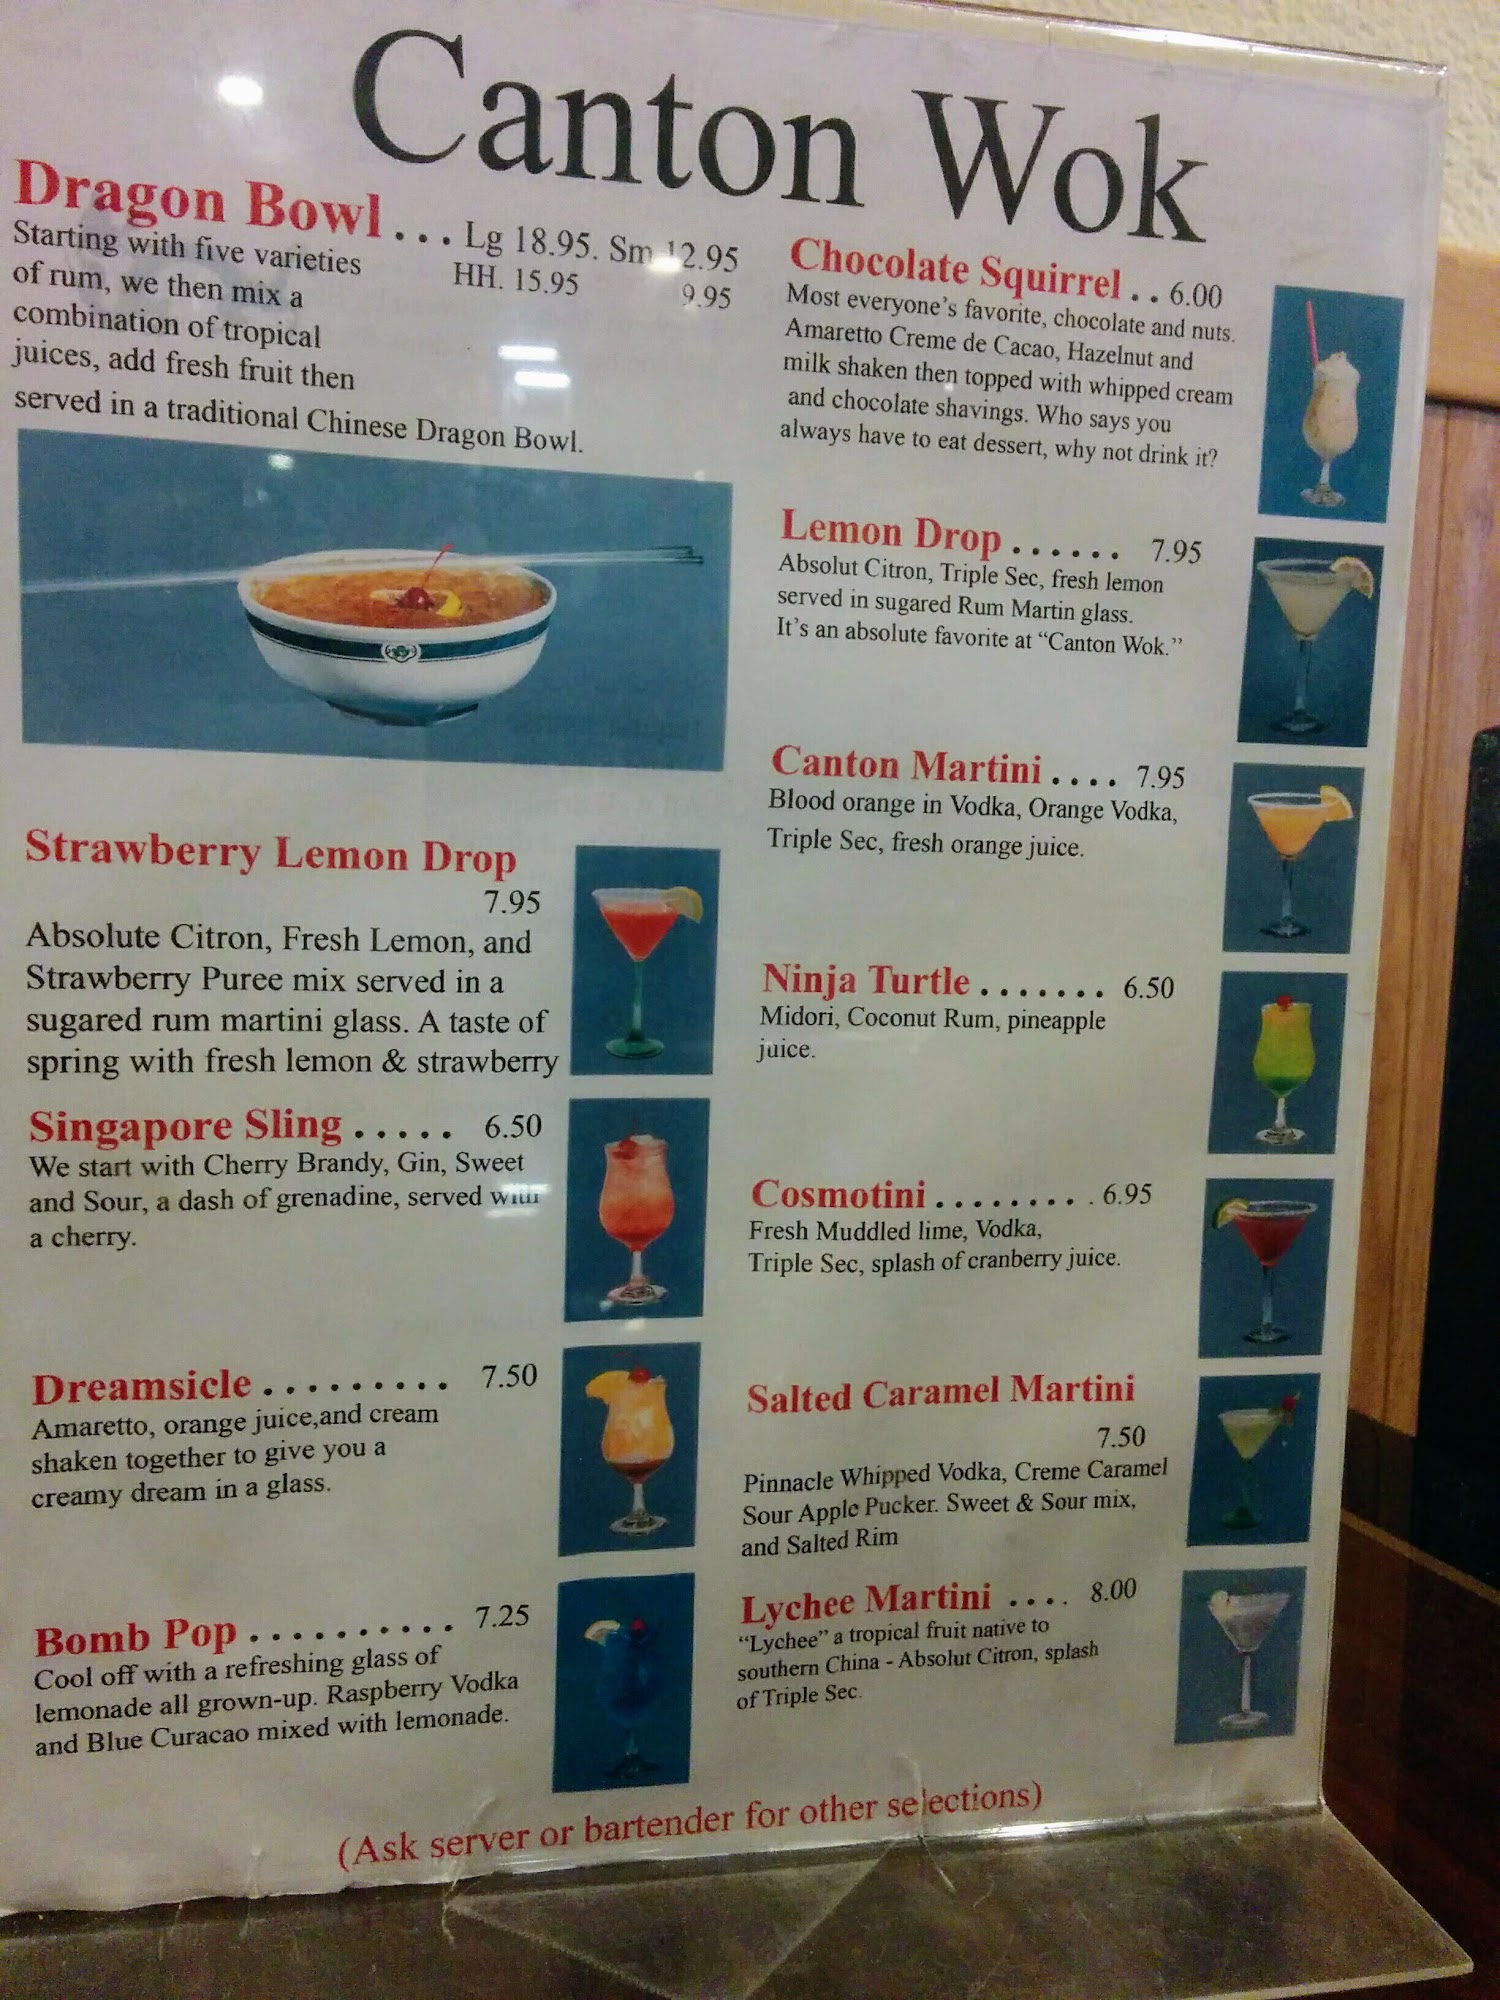 Canton Wok
Dragon Bowl . . . Lg 18.95. Sm 12.95
HH. 15.95 9.95
Starting with five varieties
of rum, we then mix a
combination of tropical
juices, add fresh fruit then
served in a traditional Chinese Dragon Bowl.
Strawberry Lemon Drop
7.95
Absolute Citron, Fresh Lemon, and
Strawberry Puree mix served in a
sugared rum martini glass. A taste of
spring with fresh lemon & strawberry
Singapore Sling . . . . . 6.50
We start with Cherry Brandy, Gin, Sweet
and Sour, a dash of grenadine, served with
a cherry.
Dreamsicle . . . . . . . . . 7.50
Amaretto, orange juice,and cream
shaken together to give you a
creamy dream in a glass.
Bomb Pop . . . . . . . . . . 7.25
Cool off with a refreshing glass of
lemonade all grown-up. Raspberry Vodka
and Blue Curacao mixed with lemonade.
Chocolate Squirrel . . 6.00
Most everyone's favorite, chocolate and nuts.
Amaretto Creme de Cacao, Hazelnut and
milk shaken then topped with whipped cream
and chocolate shavings. Who says you
always have to eat dessert, why not drink it?
Lemon Drop . . . . . . 7.95
Absolut Citron, Triple Sec, fresh lemon
served in sugared Rum Martin glass.
It's an absolute favorite at “Canton Wok.”
Canton Martini . . . . 7.95
Blood orange in Vodka, Orange Vodka,
Triple Sec, fresh orange juice.
Ninja Turtle . . . . . . . 6.50
Midori, Coconut Rum, pineapple
juice.
Cosmotini . . . . . . . . . 6.95
Fresh Muddled lime, Vodka,
Triple Sec, splash of cranberry juice.
Salted Caramel Martini
7.50
Pinnacle Whipped Vodka, Creme Caramel
Sour Apple Pucker. Sweet & Sour mix,
and Salted Rim
Lychee Martini . . . . 8.00
“Lychee” a tropical fruit native to
southern China - Absolut Citron, splash
of Triple Sec.
(Ask server or bartender for other selections)